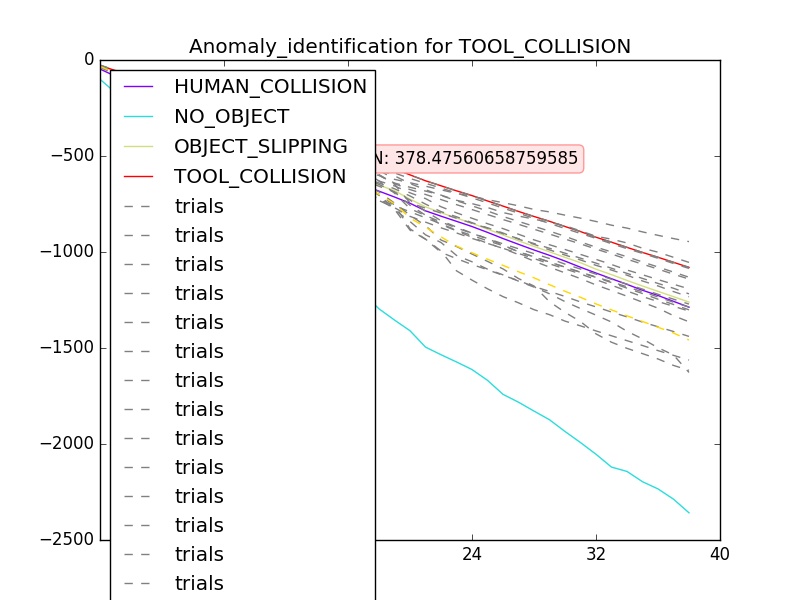 Anomaly_identification for TOOL_COLLISION
0
−500
−1000
−1500
−2000
−2500
HUMAN_COLLISION
NO_OBJECT
OBJECT_SLIPPING
TOOL_COLLISION
trials
trials
trials
trials
trials
trials
trials
trials
trials
trials
trials
trials
trials
trials
N: 378.47560658759585
24
32
40